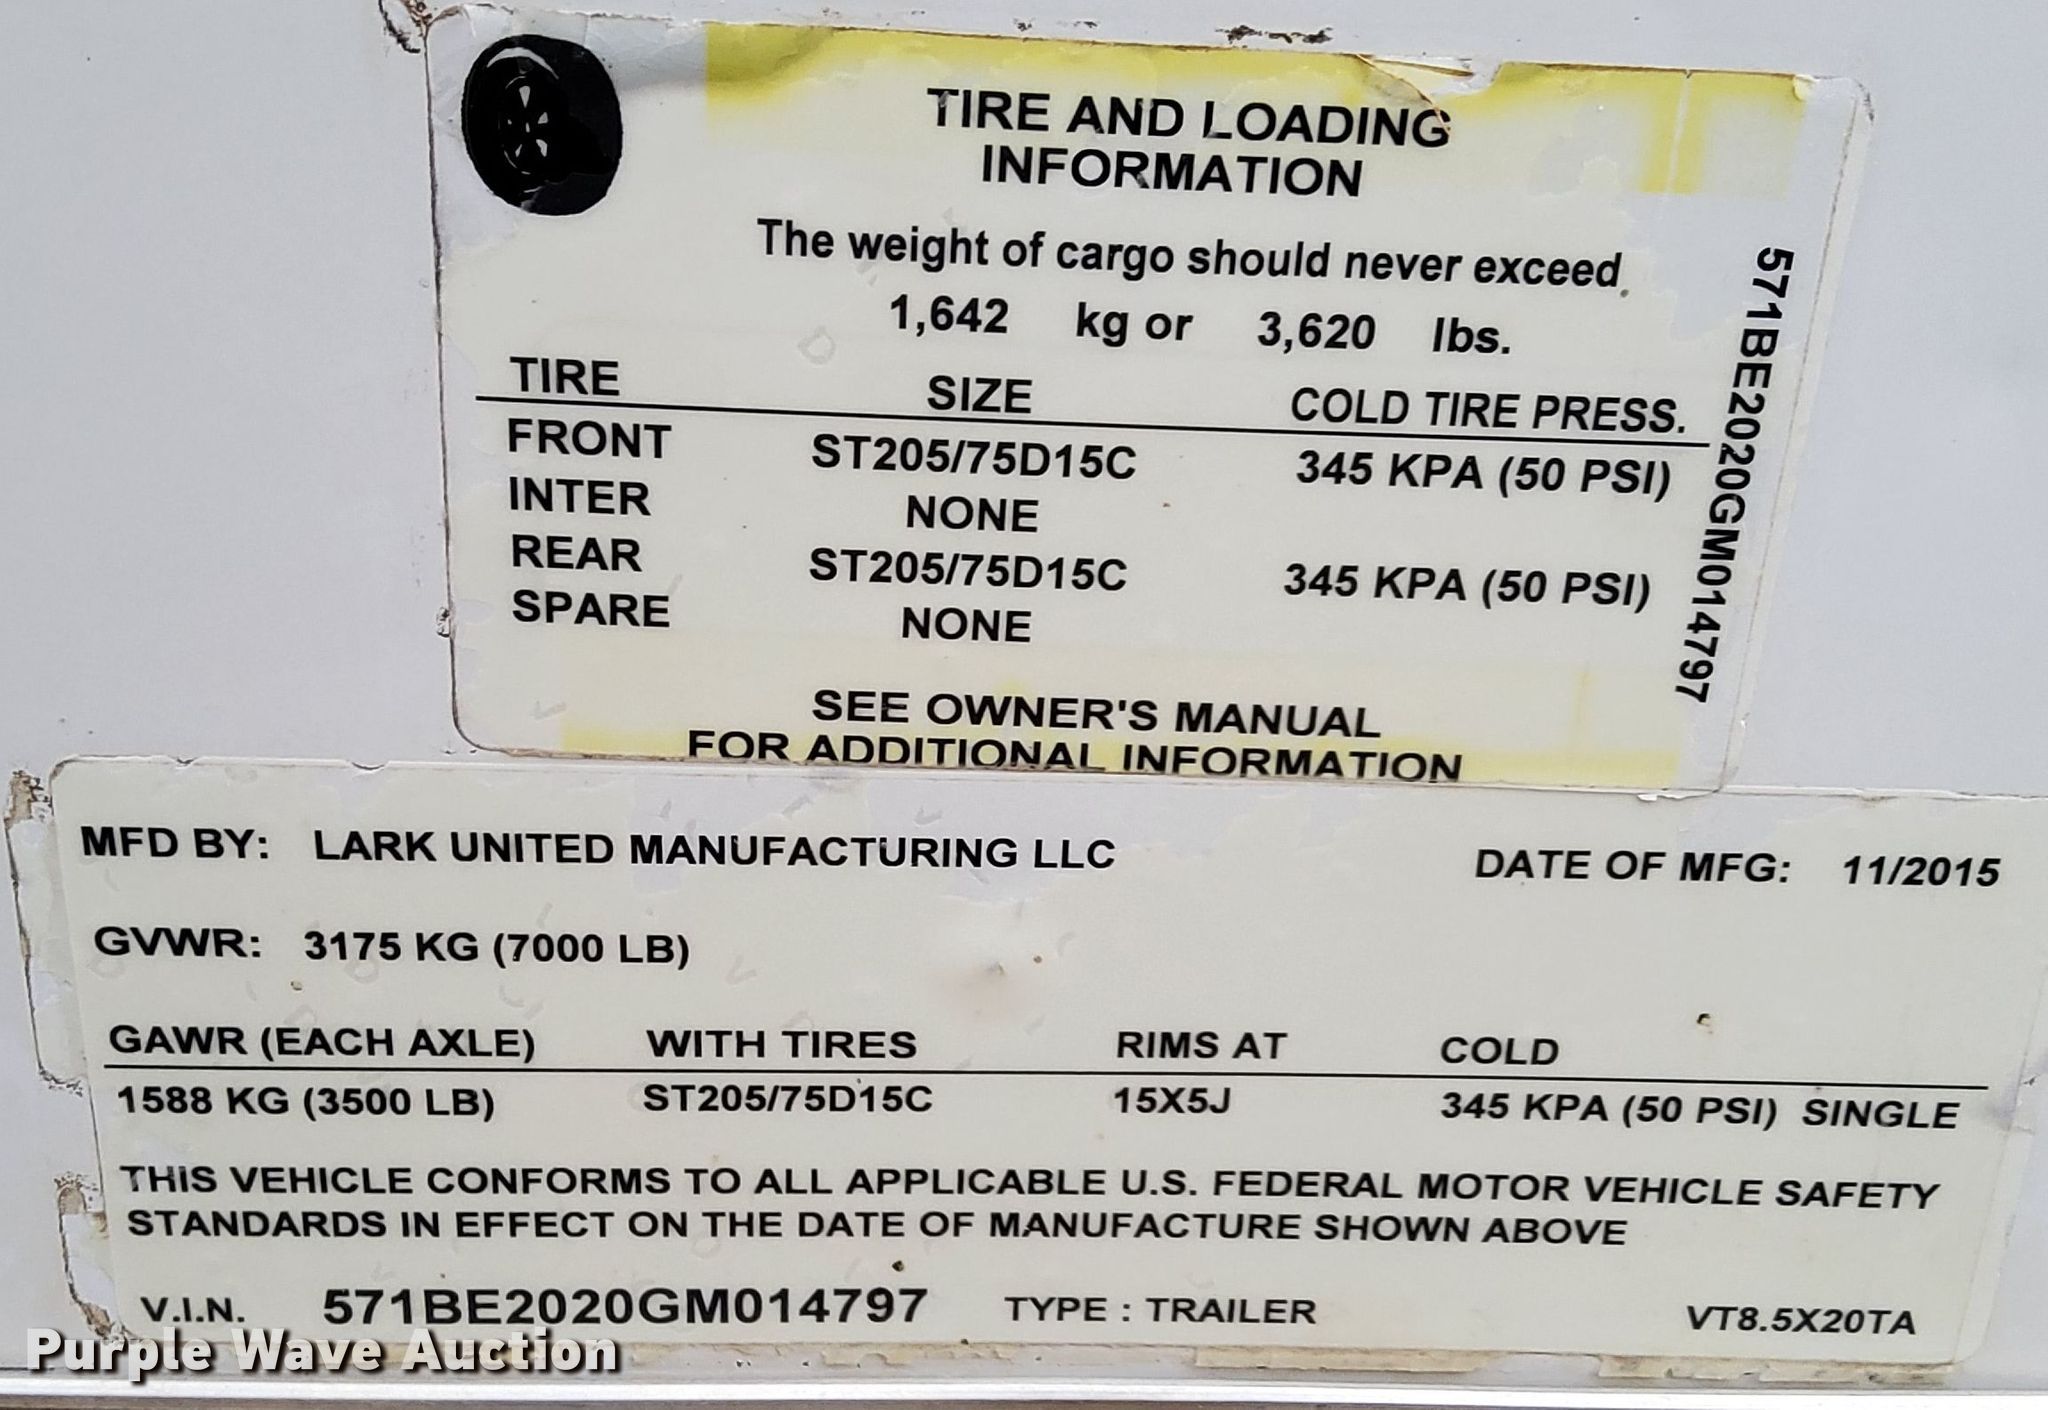 TIRE AND LOADING
INFORMATION
The weight of cargo should never exceed
1,642 kg or 3,620 lbs.
TIRE SIZE COLD TIRE PRESS.
FRONT ST205/75D15C 345 KPA (50 PSI)
INTER NONE
REAR ST205/75D15C 345 KPA (50 PSI)
SPARE NONE
SEE OWNER'S MANUAL
FOR ADDITIONAL INFORMATION
571BE2020GM014797
MFD BY: LARK UNITED MANUFACTURING LLC DATE OF MFG: 11/2015
GVWR: 3175 KG (7000 LB)
GAWR (EACH AXLE) WITH TIRES RIMS AT COLD
1588 KG (3500 LB) ST205/75D15C 15X5J 345 KPA (50 PSI) SINGLE
THIS VEHICLE CONFORMS TO ALL APPLICABLE U.S. FEDERAL MOTOR VEHICLE SAFETY
STANDARDS IN EFFECT ON THE DATE OF MANUFACTURE SHOWN ABOVE
V.I.N. 571BE2020GM014797 TYPE : TRAILER VT8.5X20TA
Purple Wave Auction